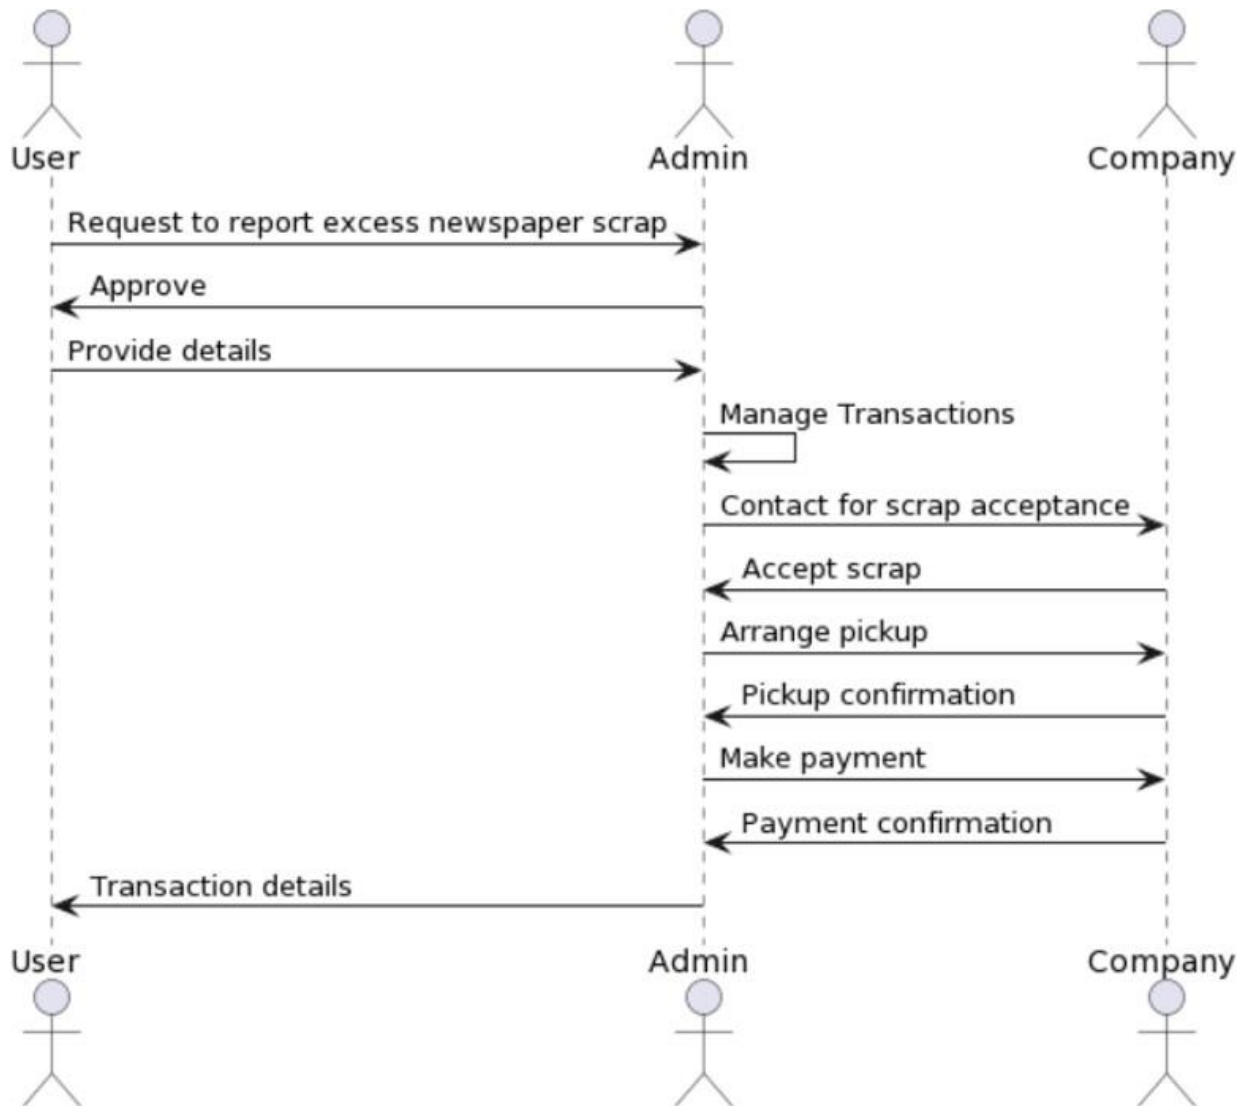 User Admin Company
Request to report excess newspaper scrap
Approve
Provide details
Manage Transactions
Contact for scrap acceptance
Accept scrap
Arrange pickup
Pickup confirmation
Make payment
Payment confirmation
Transaction details
User Admin Company